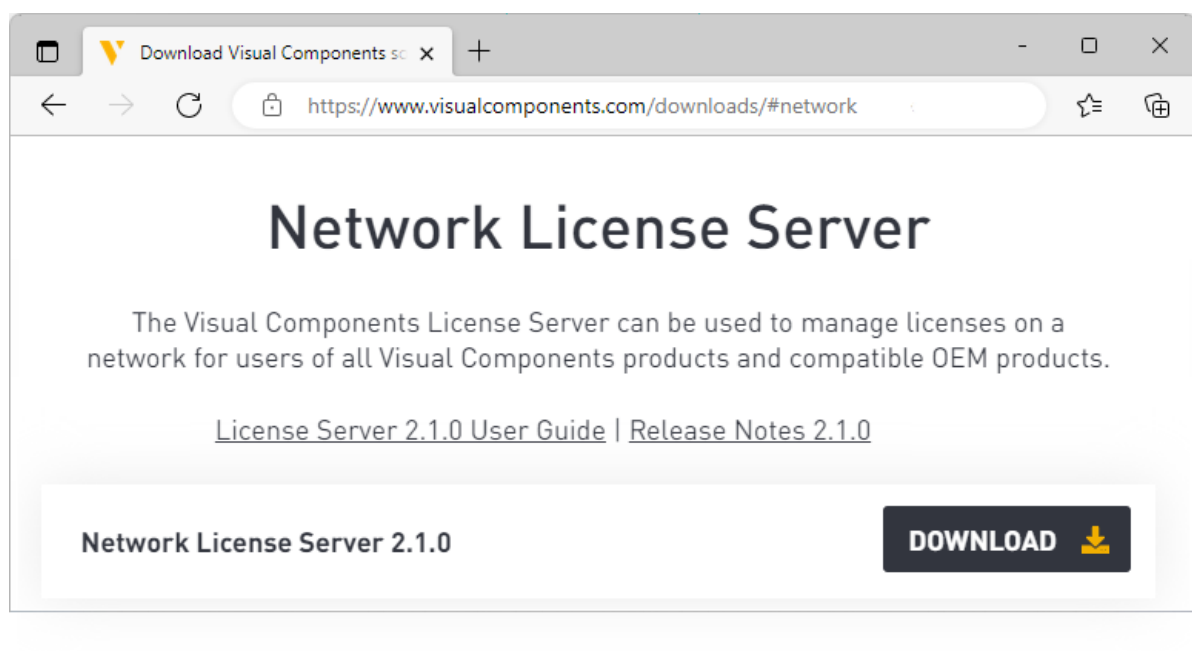 Download Visual Components sc
https://www.visualcomponents.com/downloads/#network
Network License Server
The Visual Components License Server can be used to manage licenses on a
network for users of all Visual Components products and compatible OEM products.
License Server 2.1.0 User Guide | Release Notes 2.1.0
Network License Server 2.1.0
DOWNLOAD